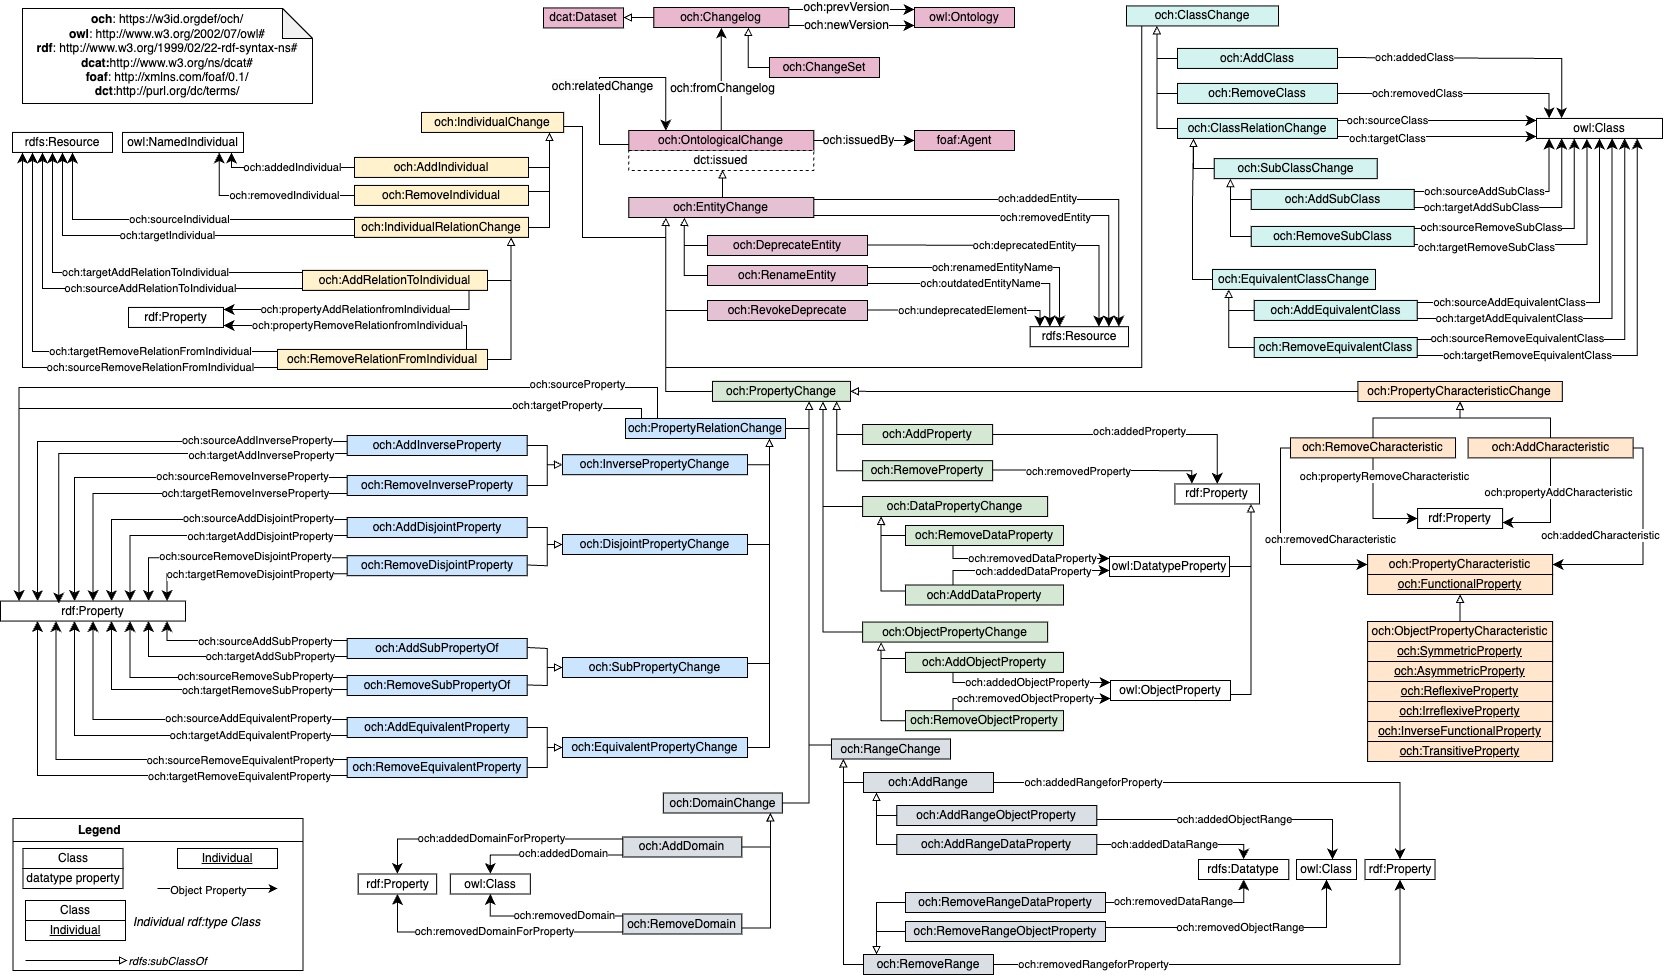 och: https://w3id.orgdef/och/
owl: http://www.w3.org/2002/07/owl#
rdf: http://www.w3.org/1999/02/22-rdf-syntax-ns#
dcat:http://www.w3.org/ns/dcat#
foaf: http://xmlns.com/foaf/0.1/
dct:http://purl.org/dc/terms/
dcat:Dataset
och:Changelog
och:prevVersion
och:newVersion
owl:Ontology
och:ChangeSet
och:relatedChange
och:fromChangelog
och:OntologicalChange
dct:issued
och:issuedBy
foaf:Agent
och:EntityChange
och:addedEntity
och:removedEntity
och:DeprecateEntity
och:deprecatedEntity
och:RenameEntity
och:renamedEntityName
och:outdatedEntityName
och:RevokeDeprecate
och:undeprecatedElement
rdfs:Resource
och:IndividualChange
rdfs:Resource
owl:NamedIndividual
och:addedIndividual
och:AddIndividual
och:removedIndividual
och:RemoveIndividual
och:sourceIndividual
och:targetIndividual
och:IndividualRelationChange
och:targetAddRelationToIndividual
och:sourceAddRelationToIndividual
och:AddRelationToIndividual
rdf:Property
och:propertyAddRelationfromIndividual
och:propertyRemoveRelationfromIndividual
och:targetRemoveRelationFromIndividual
och:sourceRemoveRelationFromIndividual
och:RemoveRelationFromIndividual
och:ClassChange
och:AddClass
och:addedClass
och:RemoveClass
och:removedClass
och:ClassRelationChange
och:sourceClass
och:targetClass
owl:Class
och:SubClassChange
och:AddSubClass
och:sourceAddSubClass
och:targetAddSubClass
och:RemoveSubClass
och:sourceRemoveSubClass
och:targetRemoveSubClass
och:EquivalentClassChange
och:AddEquivalentClass
och:sourceAddEquivalentClass
och:targetAddEquivalentClass
och:RemoveEquivalentClass
och:sourceRemoveEquivalentClass
och:targetRemoveEquivalentClass
och:sourceProperty
och:targetProperty
och:PropertyChange
och:PropertyRelationChange
och:sourceAddInverseProperty
och:targetAddInverseProperty
och:AddInverseProperty
och:InversePropertyChange
och:sourceRemoveInverseProperty
och:targetRemoveInverseProperty
och:RemoveInverseProperty
och:sourceAddDisjointProperty
och:targetAddDisjointProperty
och:AddDisjointProperty
och:DisjointPropertyChange
och:sourceRemoveDisjointProperty
och:targetRemoveDisjointProperty
och:RemoveDisjointProperty
rdf:Property
och:sourceAddSubProperty
och:targetAddSubProperty
och:AddSubPropertyOf
och:SubPropertyChange
och:sourceRemoveSubProperty
och:targetRemoveSubProperty
och:RemoveSubPropertyOf
och:sourceAddEquivalentProperty
och:targetAddEquivalentProperty
och:AddEquivalentProperty
och:EquivalentPropertyChange
och:sourceRemoveEquivalentProperty
och:targetRemoveEquivalentProperty
och:RemoveEquivalentProperty
och:AddProperty
och:addedProperty
och:RemoveProperty
och:removedProperty
rdf:Property
och:DataPropertyChange
och:RemoveDataProperty
och:removedDataProperty
och:addedDataProperty
owl:DatatypeProperty
och:AddDataProperty
och:ObjectPropertyChange
och:AddObjectProperty
och:addedObjectProperty
och:removedObjectProperty
owl:ObjectProperty
och:RemoveObjectProperty
och:PropertyCharacteristicChange
och:RemoveCharacteristic
och:AddCharacteristic
och:propertyRemoveCharacteristic
och:propertyAddCharacteristic
rdf:Property
och:removedCharacteristic
och:addedCharacteristic
och:PropertyCharacteristic
och:FunctionalProperty
och:ObjectPropertyCharacteristic
och:SymmetricProperty
och:AsymmetricProperty
och:ReflexiveProperty
och:IrreflexiveProperty
och:InverseFunctionalProperty
och:TransitiveProperty
och:RangeChange
och:AddRange
och:addedRangeforProperty
och:AddRangeObjectProperty
och:addedObjectRange
och:AddRangeDataProperty
och:addedDataRange
rdfs:Datatype
owl:Class
rdf:Property
och:RemoveRangeDataProperty
och:removedDataRange
och:RemoveRangeObjectProperty
och:removedObjectRange
och:RemoveRange
och:removedRangeforProperty
och:DomainChange
och:addedDomainForProperty
och:addedDomain
och:AddDomain
rdf:Property
owl:Class
och:removedDomain
och:removedDomainForProperty
och:RemoveDomain
Legend
Class
datatype property
Individual
Object Property
Class
Individual
Individual rdf:type Class
rdfs:subClassOf